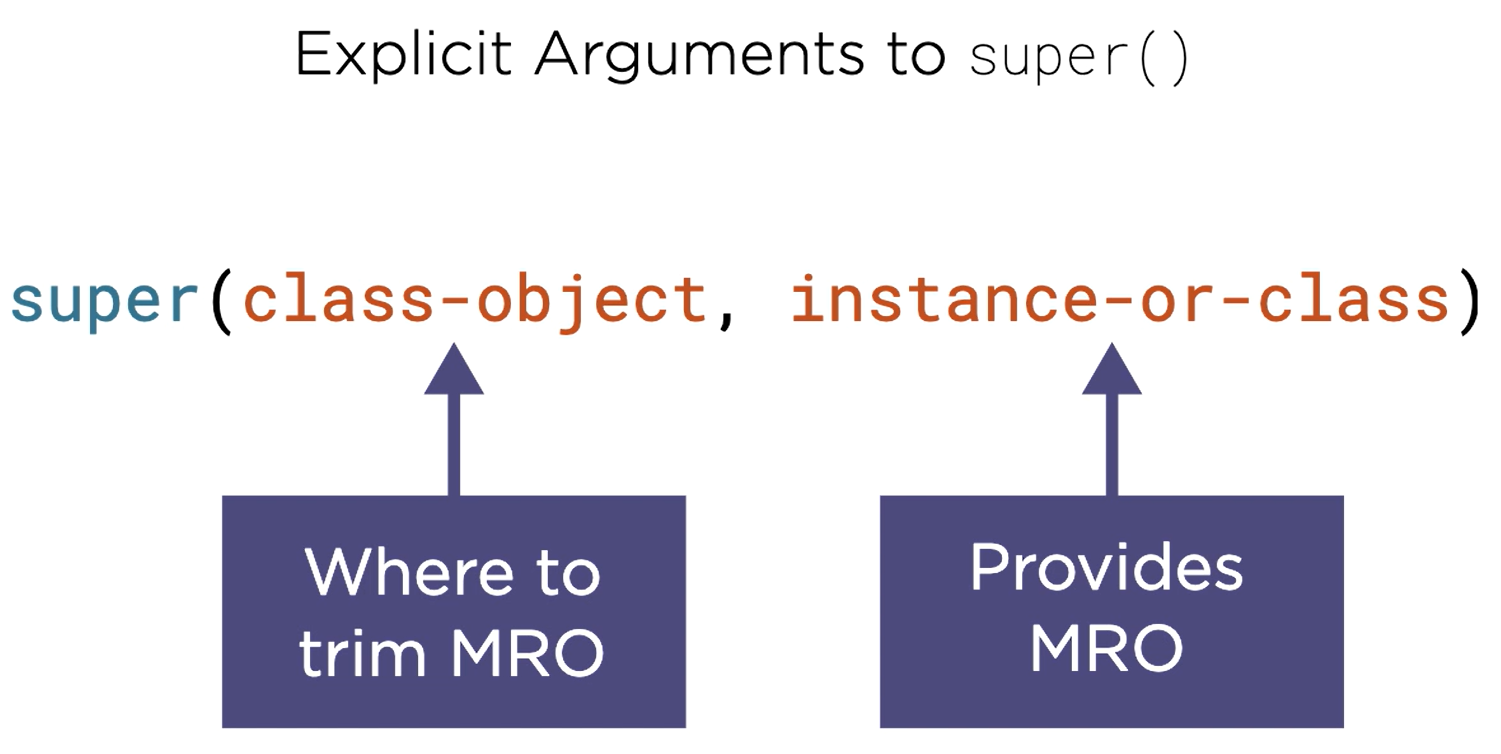 Explicit Arguments to super()
super(class-object, instance-or-class)
Where to
trim MRO
Provides
MRO